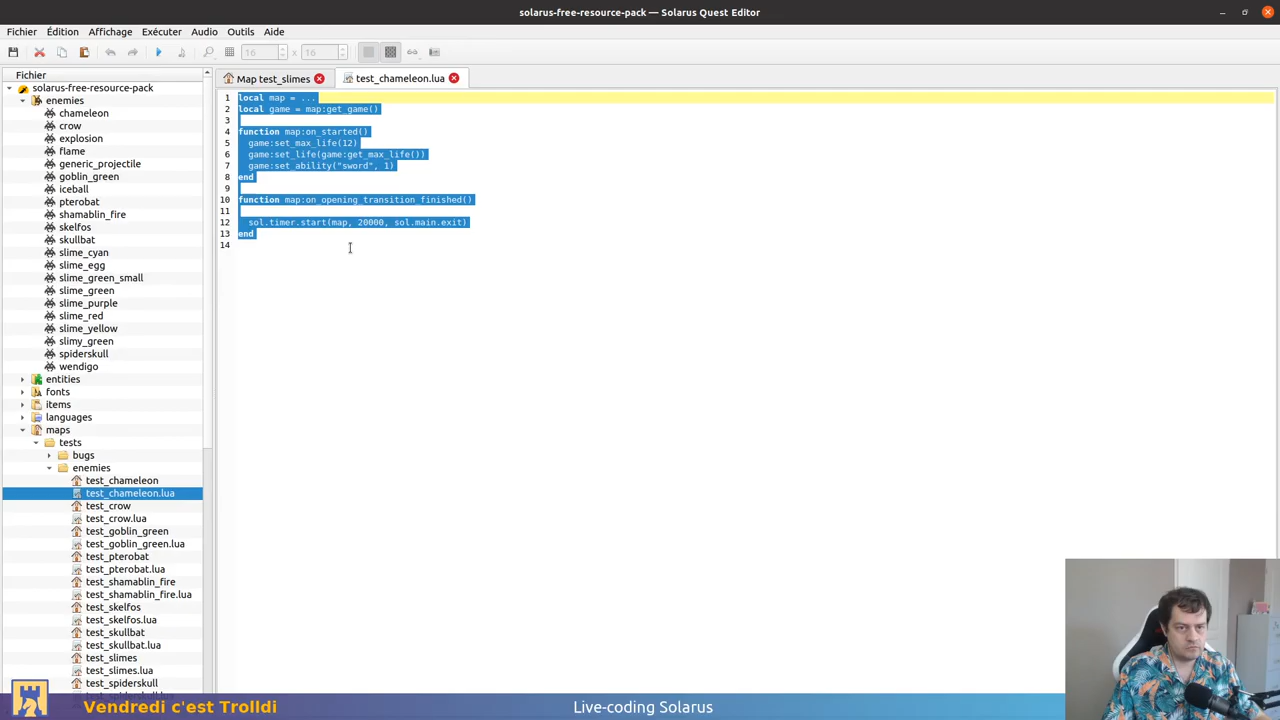 solarus-free-resource-pack — Solarus Quest Editor
Fichier Édition Affichage Exécuter Audio Outils Aide
16 x 16
Fichier
solarus-free-resource-pack
enemies
chameleon
crow
explosion
flame
generic_projectile
goblin_green
iceball
pterobat
shamablin_fire
skelfos
skullbat
slime_cyan
slime_egg
slime_green_small
slime_green
slime_purple
slime_red
slime_yellow
slimy_green
spiderskull
wendigo
entities
fonts
items
languages
maps
tests
bugs
enemies
test_chameleon
test_chameleon.lua
test_crow
test_crow.lua
test_goblin_green
test_goblin_green.lua
test_pterobat
test_pterobat.lua
test_shamablin_fire
test_shamablin_fire.lua
test_skelfos
test_skelfos.lua
test_skullbat
test_skullbat.lua
test_slimes
test_slimes.lua
test_spiderskull
Map test_slimes test_chameleon.lua
1 local map = ...
2 local game = map:get_game()
3
4 function map:on_started()
5 game:set_max_life(12)
6 game:set_life(game:get_max_life())
7 game:set_ability("sword", 1)
8 end
9
10 function map:on_opening_transition_finished()
11
12 sol.timer.start(map, 20000, sol.main.exit)
13 end
14
Vendredi c'est Trolldi
Live-coding Solarus